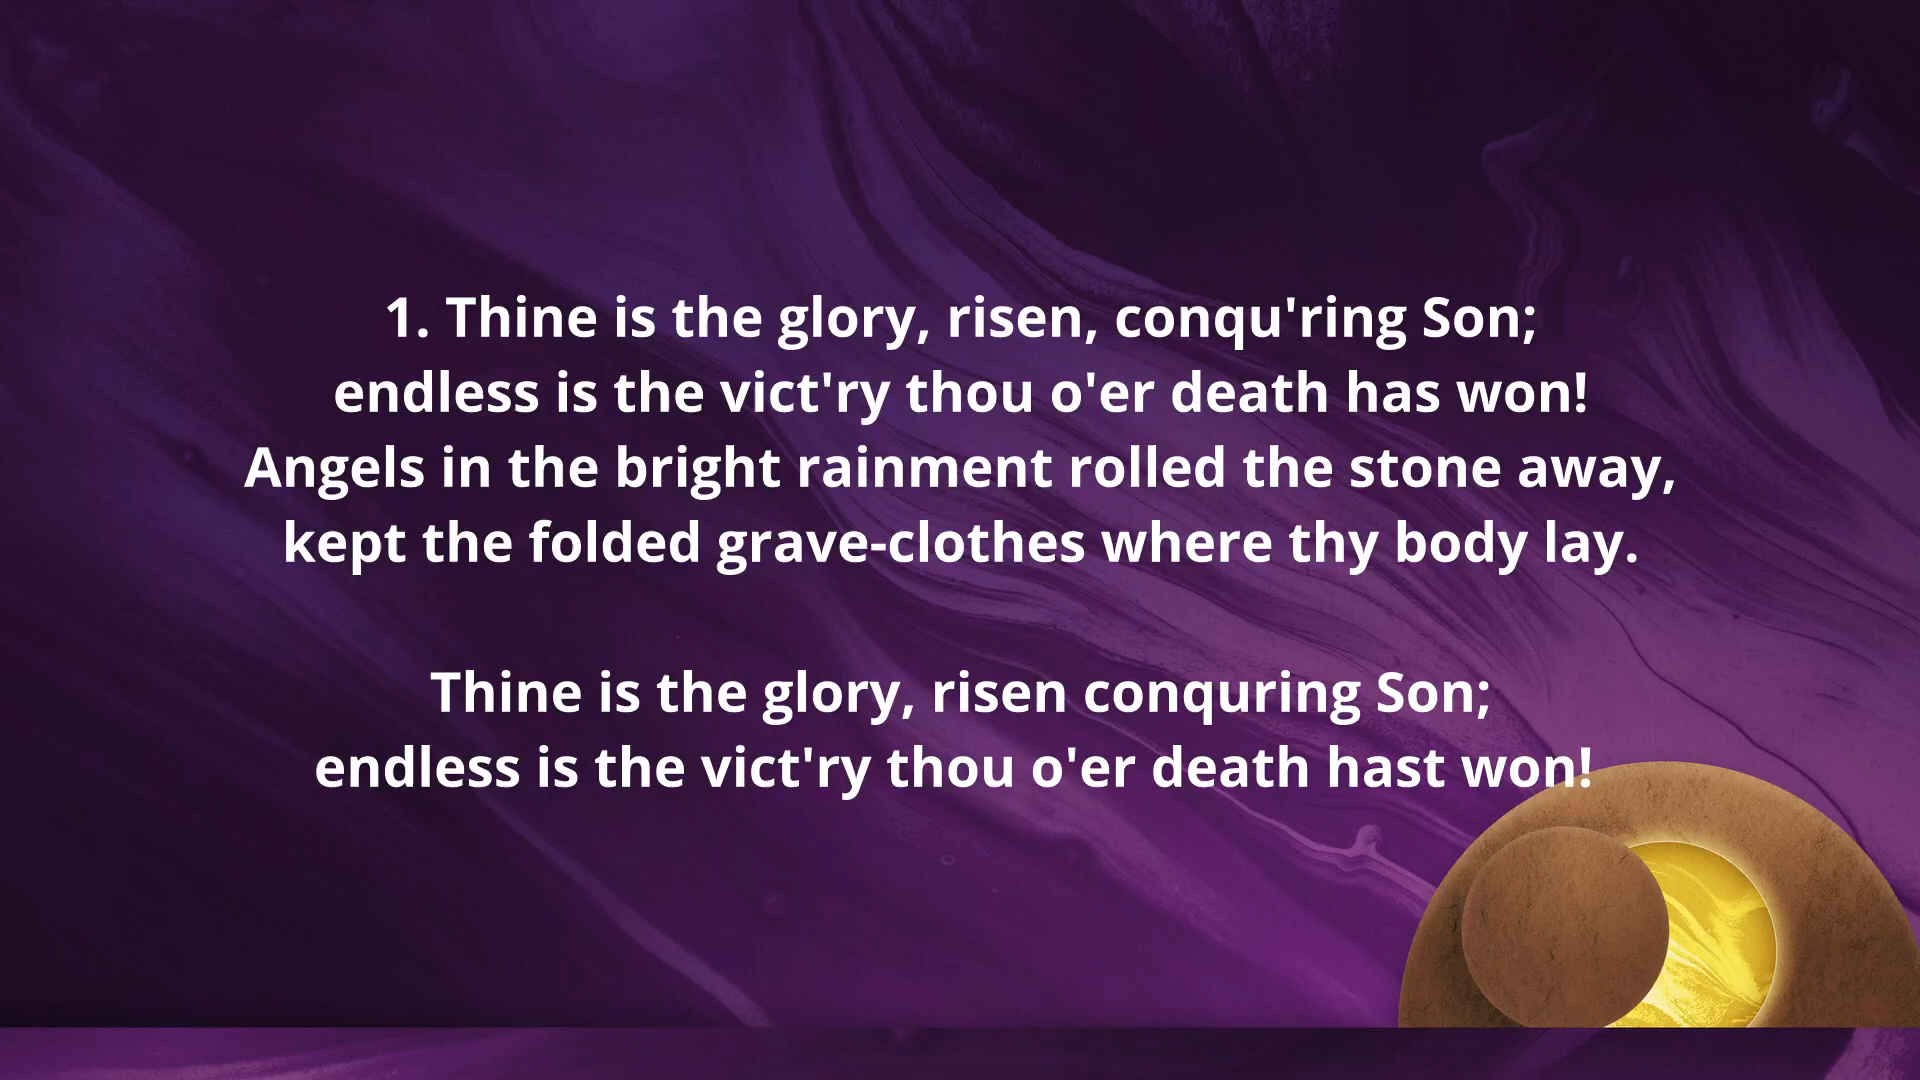 1. Thine is the glory, risen, conqu'ring Son;
endless is the vict'ry thou o'er death has won!
Angels in the bright rainment rolled the stone away,
kept the folded grave-clothes where thy body lay.
Thine is the glory, risen conquring Son;
endless is the vict'ry thou o'er death hast won!